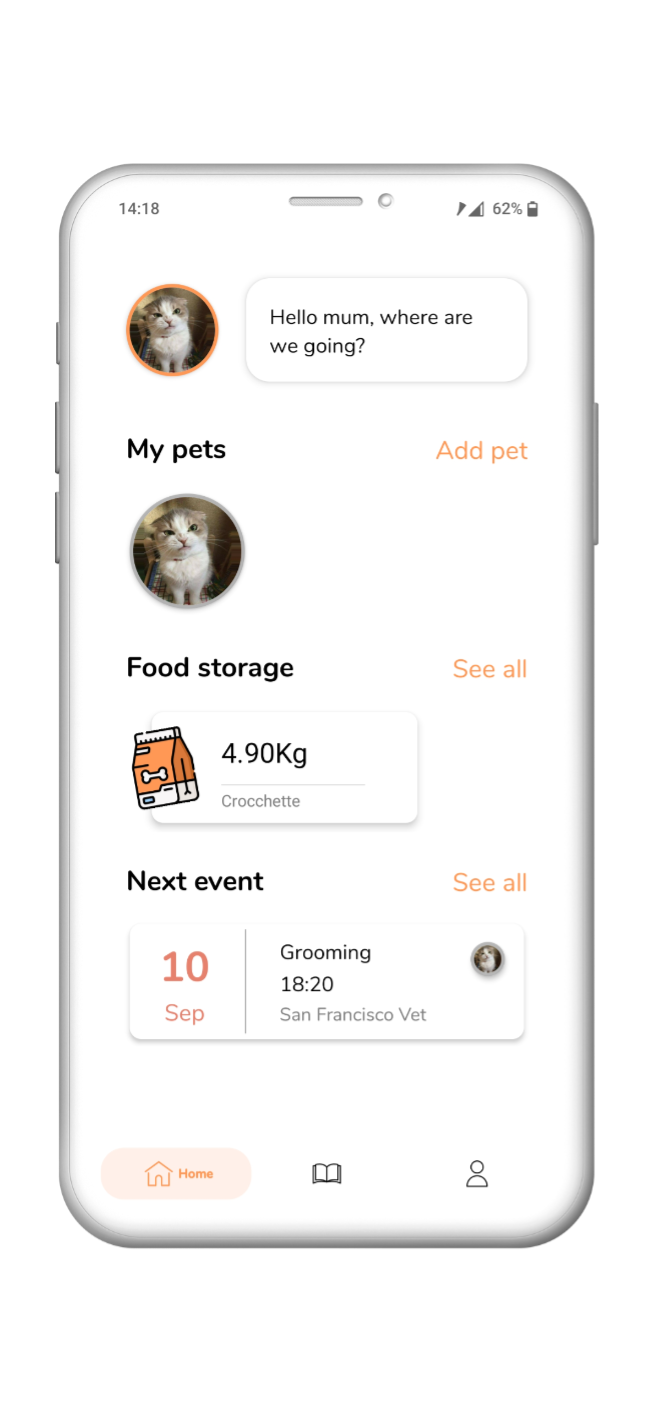 14:18
62%
Hello mum, where are
we going?
My pets
Add pet
Food storage
See all
4.90Kg
Crocchette
Next event
See all
10
Sep
Grooming
18:20
San Francisco Vet
Home